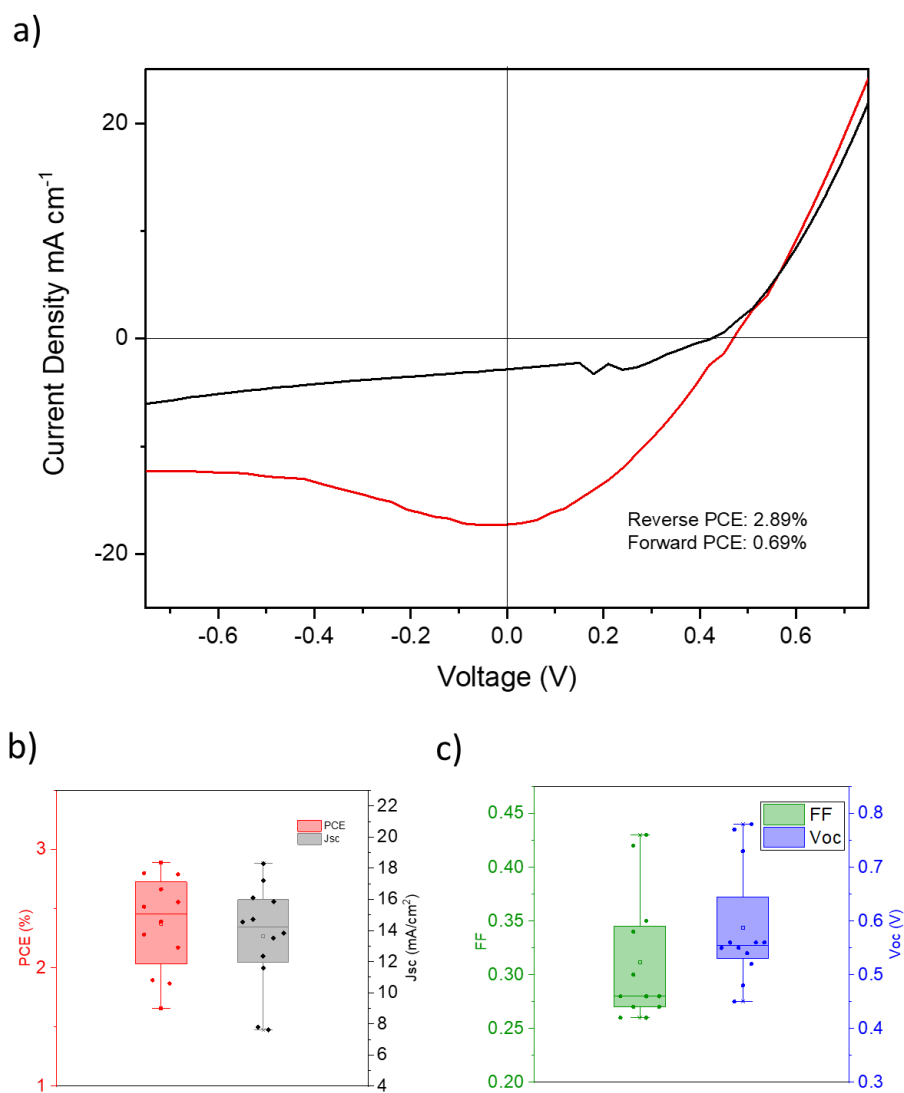 a)
20
0
-20
Current Density mA cm⁻¹
-0.6 -0.4 -0.2 0.0 0.2 0.4 0.6
Voltage (V)
Reverse PCE: 2.89%
Forward PCE: 0.69%
b)
3
2
1
PCE (%)
PCE
Jsc
22
20
18
16
14
12
10
8
6
4
Jsc (mA/cm²)
c)
0.45
0.40
0.35
0.30
0.25
0.20
FF
FF
Voc
0.8
0.7
0.6
0.5
0.4
0.3
Voc (V)